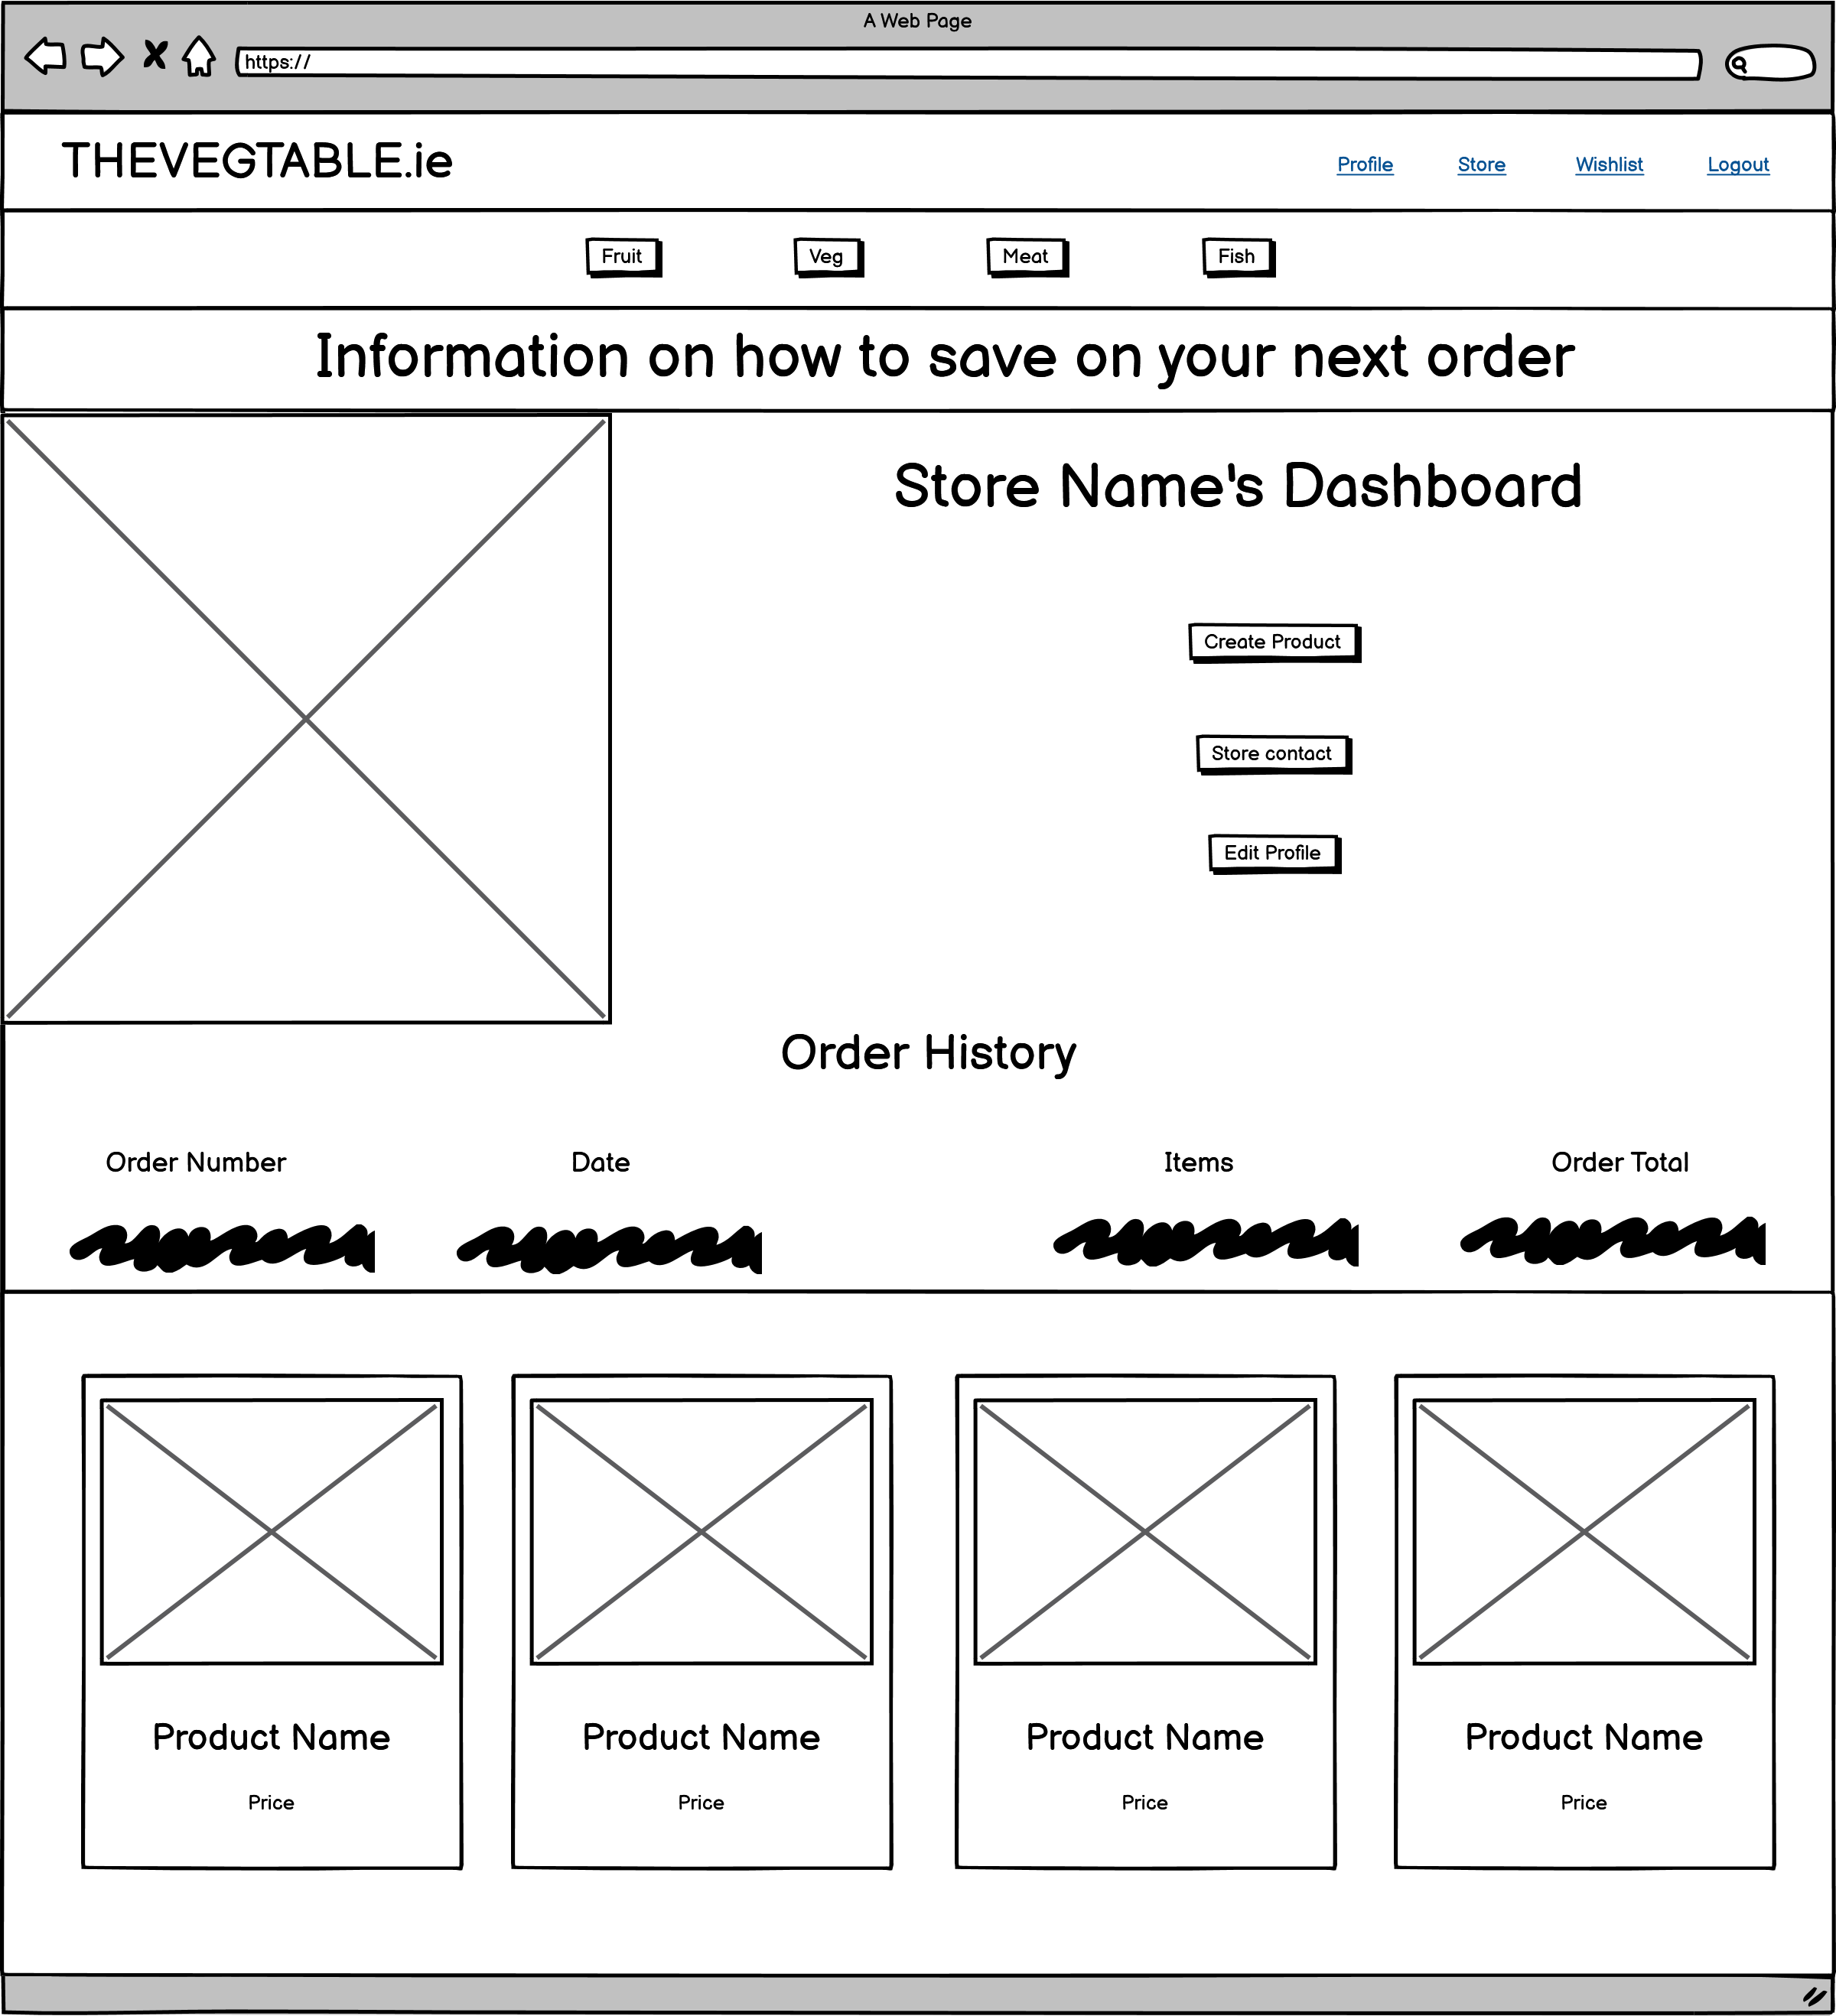 A Web Page
https://
THEVEGTABLE.ie
Profile Store Wishlist Logout
Fruit Veg Meat Fish
Information on how to save on your next order
Store Name's Dashboard
Create Product
Store contact
Edit Profile
Order History
Order Number Date Items Order Total
Product Name Product Name Product Name Product Name
Price Price Price Price